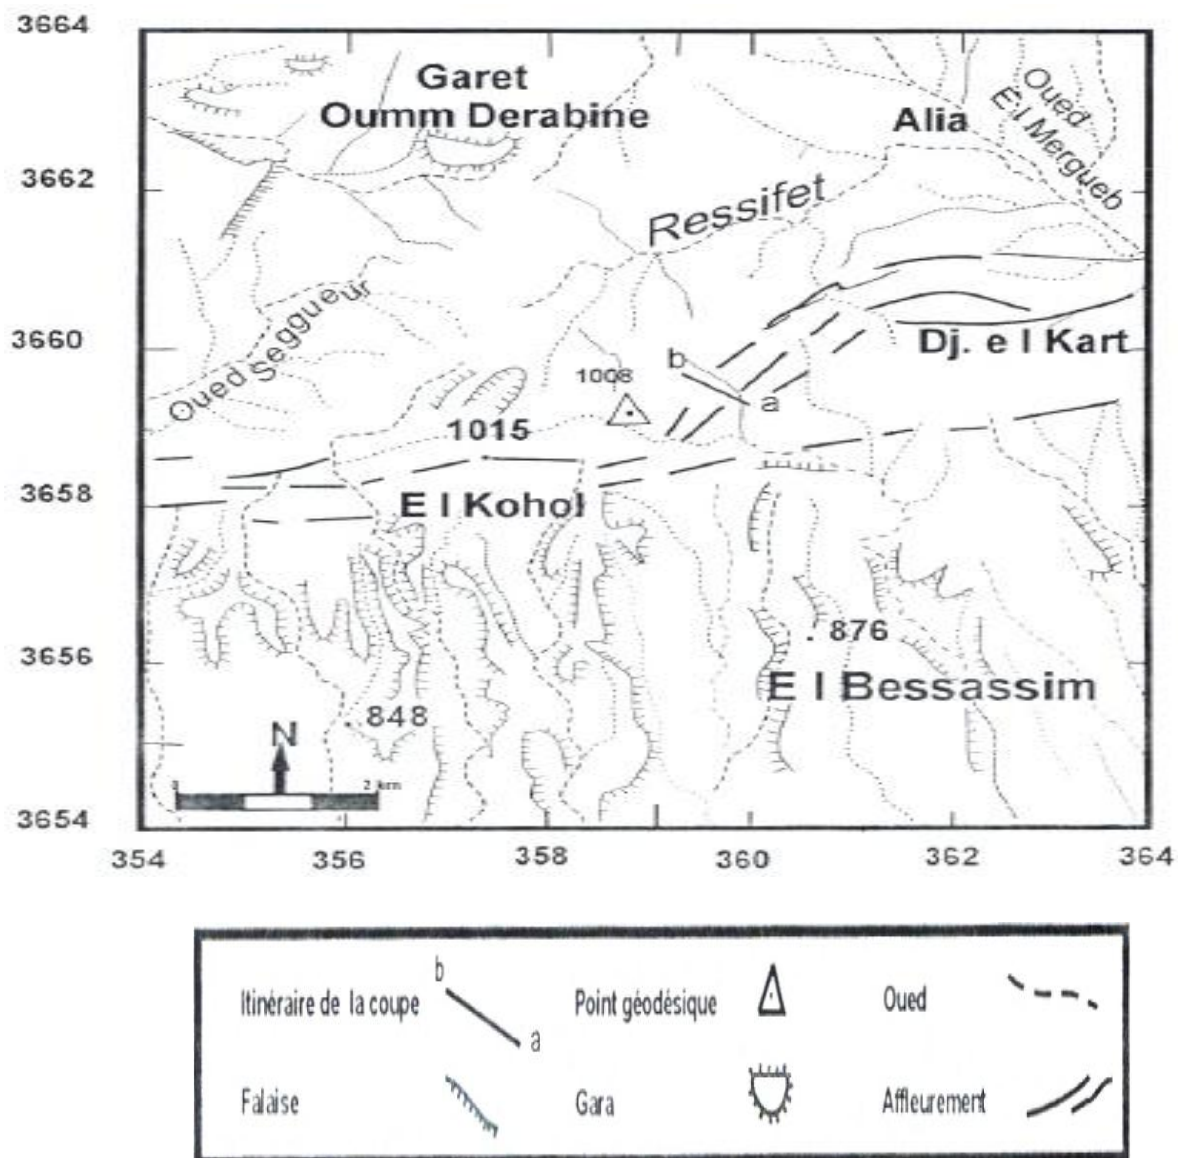 3664
Garet
Oumm Derabine
Alia
Oued
E l Mergueb
3662
Ressifet
Oued Seggueur
3660
Dj. e l Kart
b
1008
a
1015
3658
E l Kohol
876
3656
E l Bessassim
848
N
2 km
3654
354
356
358
360
362
364
Itinéraire de la coupe
b
a
Point géodésique
Oued
Falaise
Gara
Affleurement